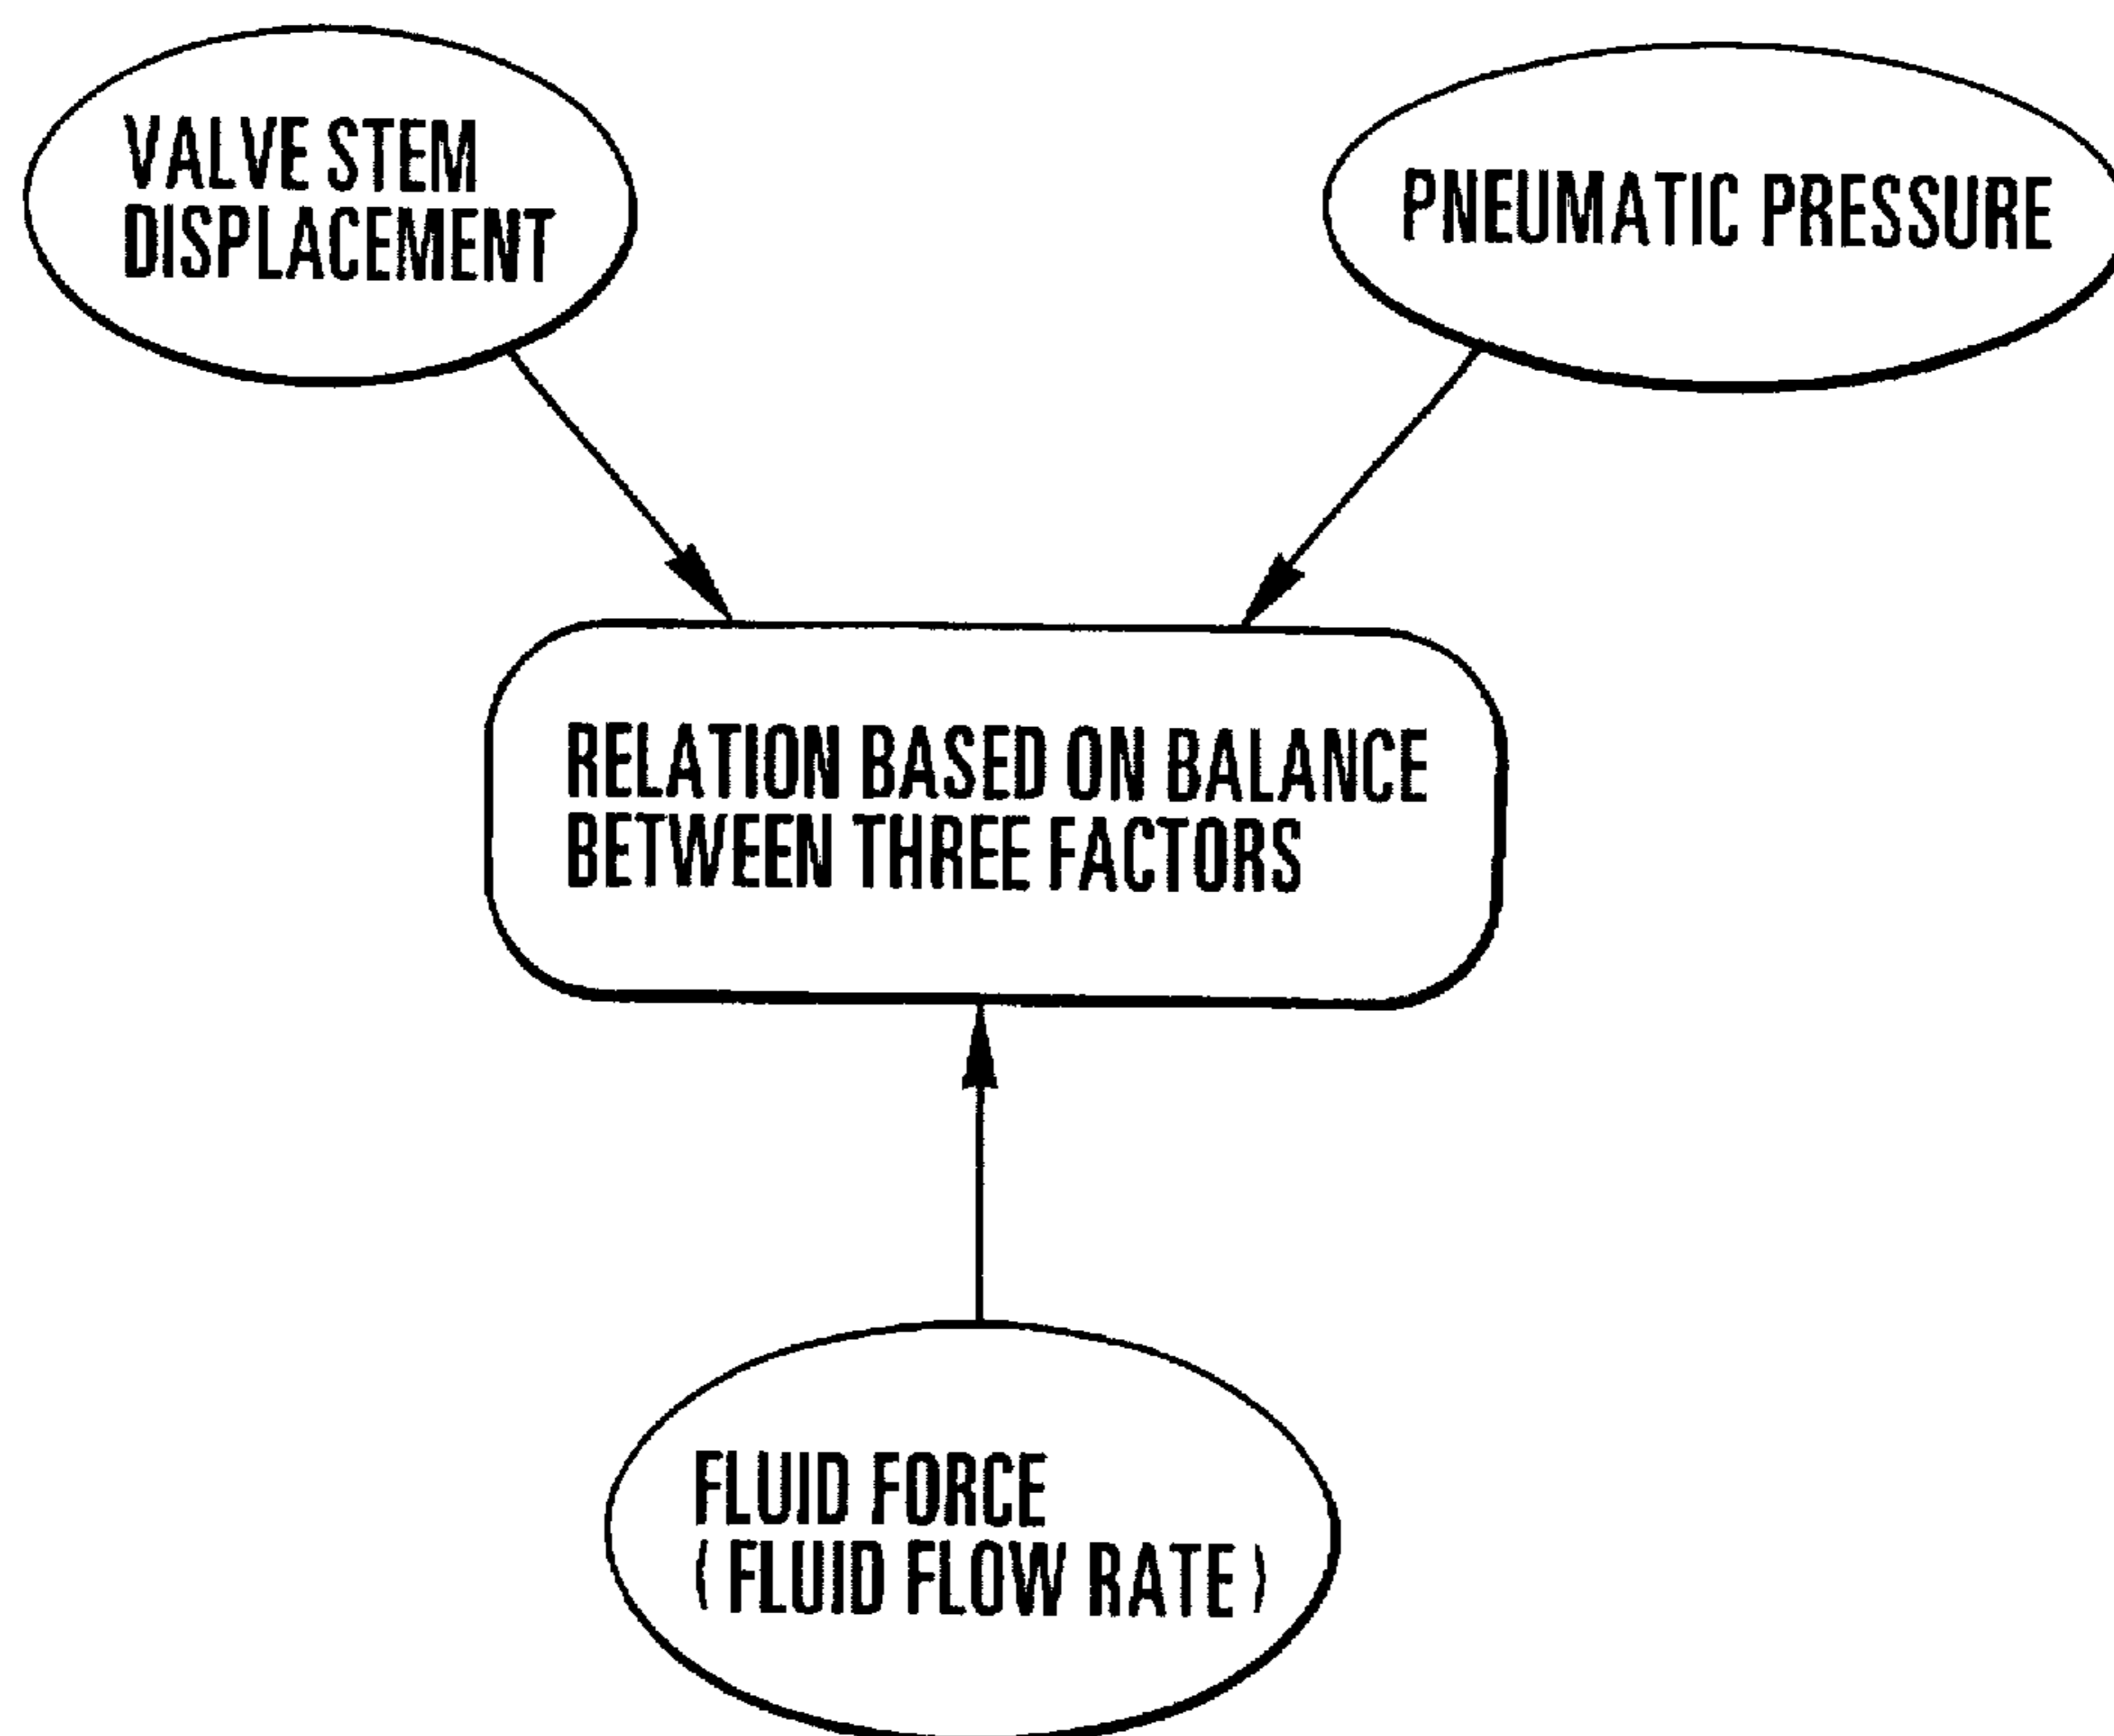 VALVE STEM
DISPLACEMENT
PNEUMATIC PRESSURE
RELATION BASED ON BALANCE
BETWEEN THREE FACTORS
FLUID FORCE
( FLUID FLOW RATE )